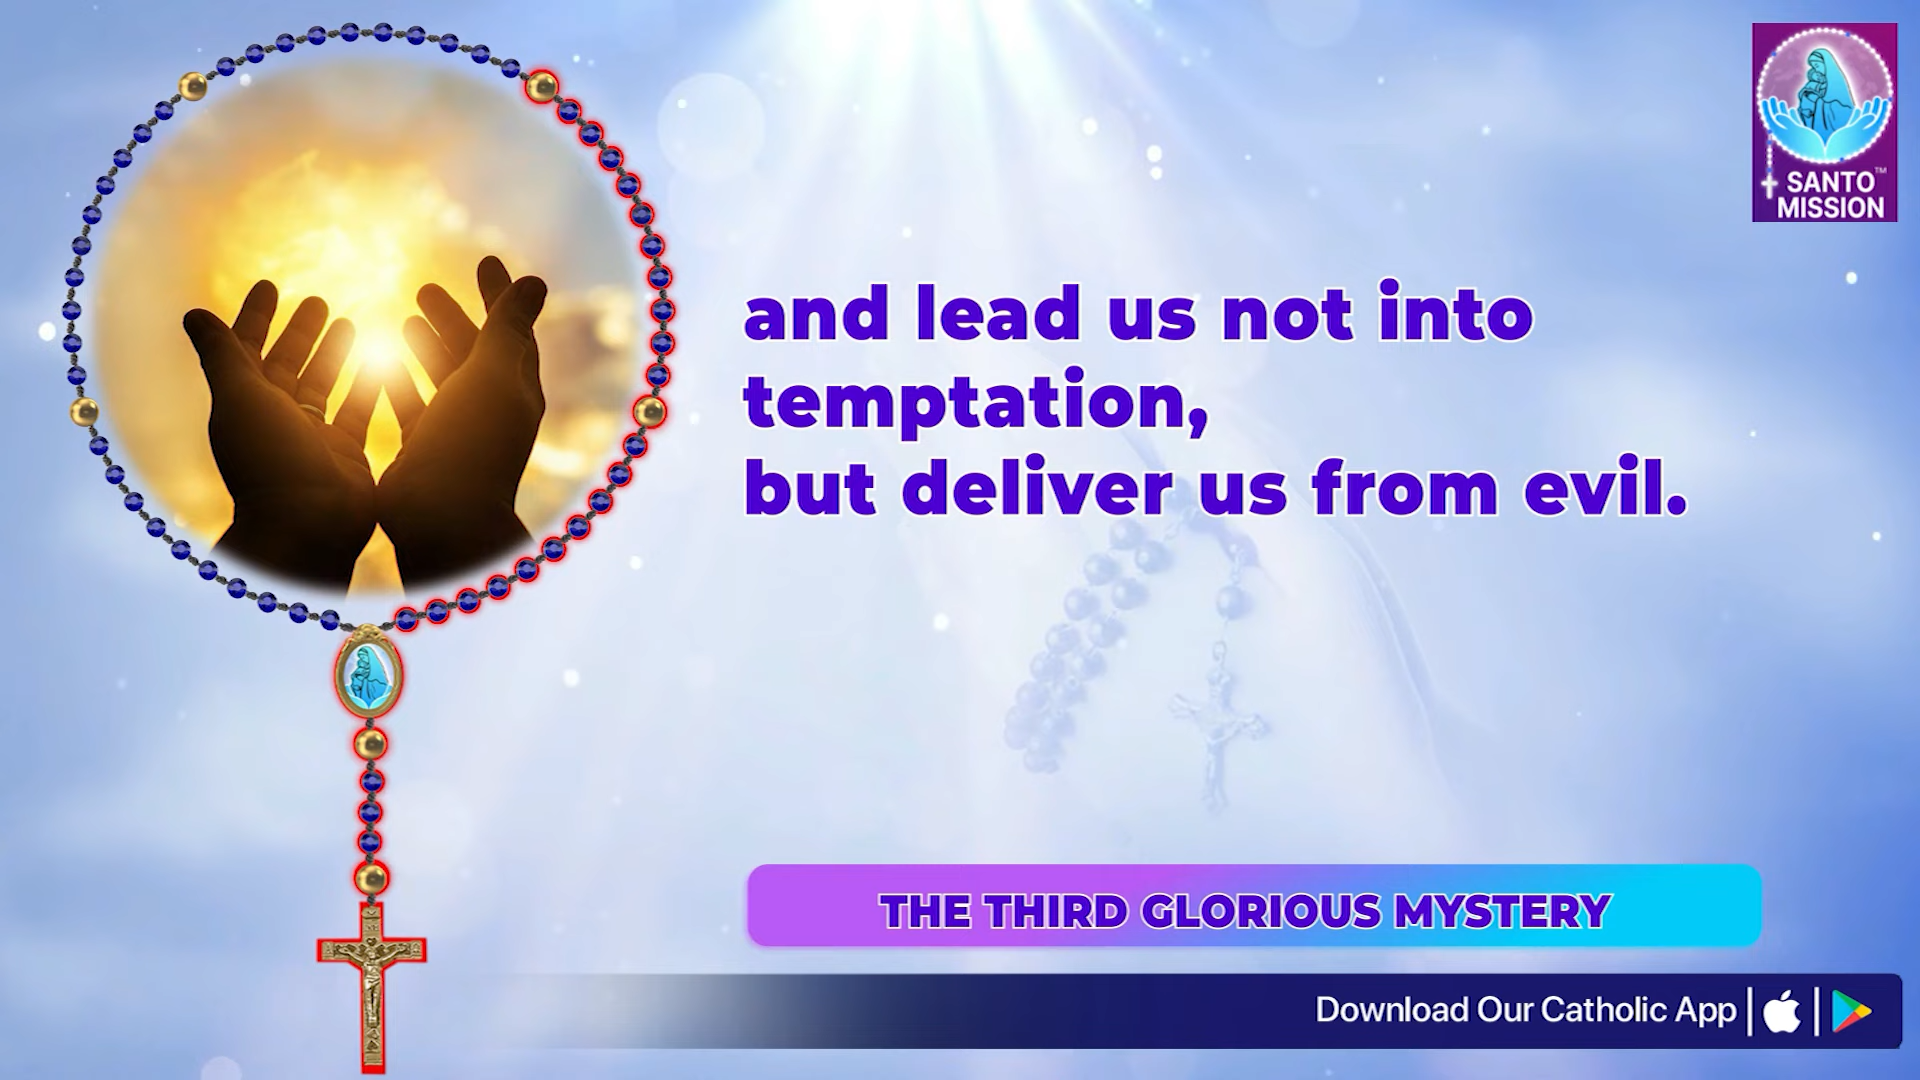 SANTO™
MISSION
and lead us not into
temptation,
but deliver us from evil.
THE THIRD GLORIOUS MYSTERY
Download Our Catholic App